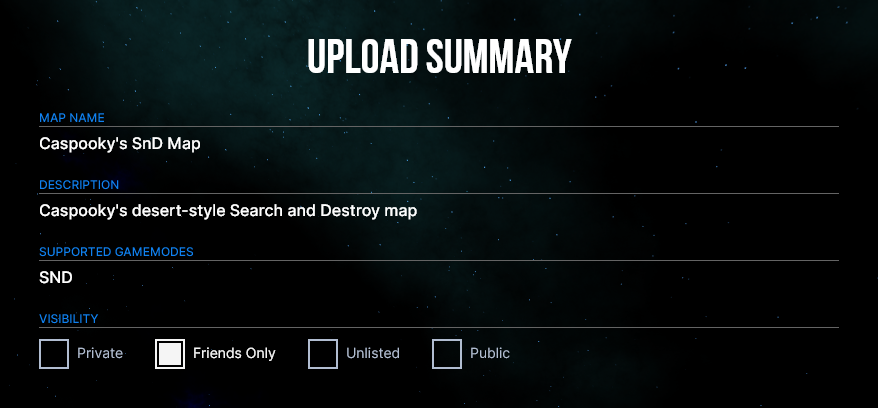 UPLOAD SUMMARY
MAP NAME
Caspooky's SnD Map
DESCRIPTION
Caspooky's desert-style Search and Destroy map
SUPPORTED GAMEMODES
SND
VISIBILITY
Private Friends Only Unlisted Public